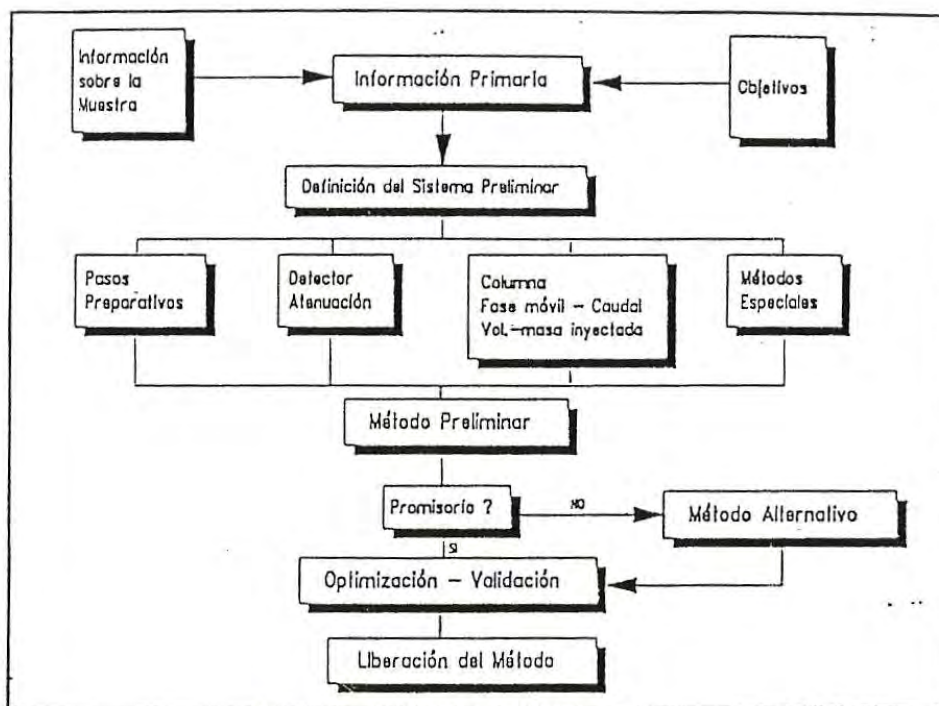 Información
sobre la
Muestra
Información Primaria
Objetivos
Definición del Sistema Preliminar
Pasos
Preparativos
Detector
Atenuación
Columna
Fase móvil – Caudal
Vol.–masa inyectada
Métodos
Especiales
Método Preliminar
Promisorio ?
NO
Método Alternativo
SI
Optimización – Validación
Liberación del Método